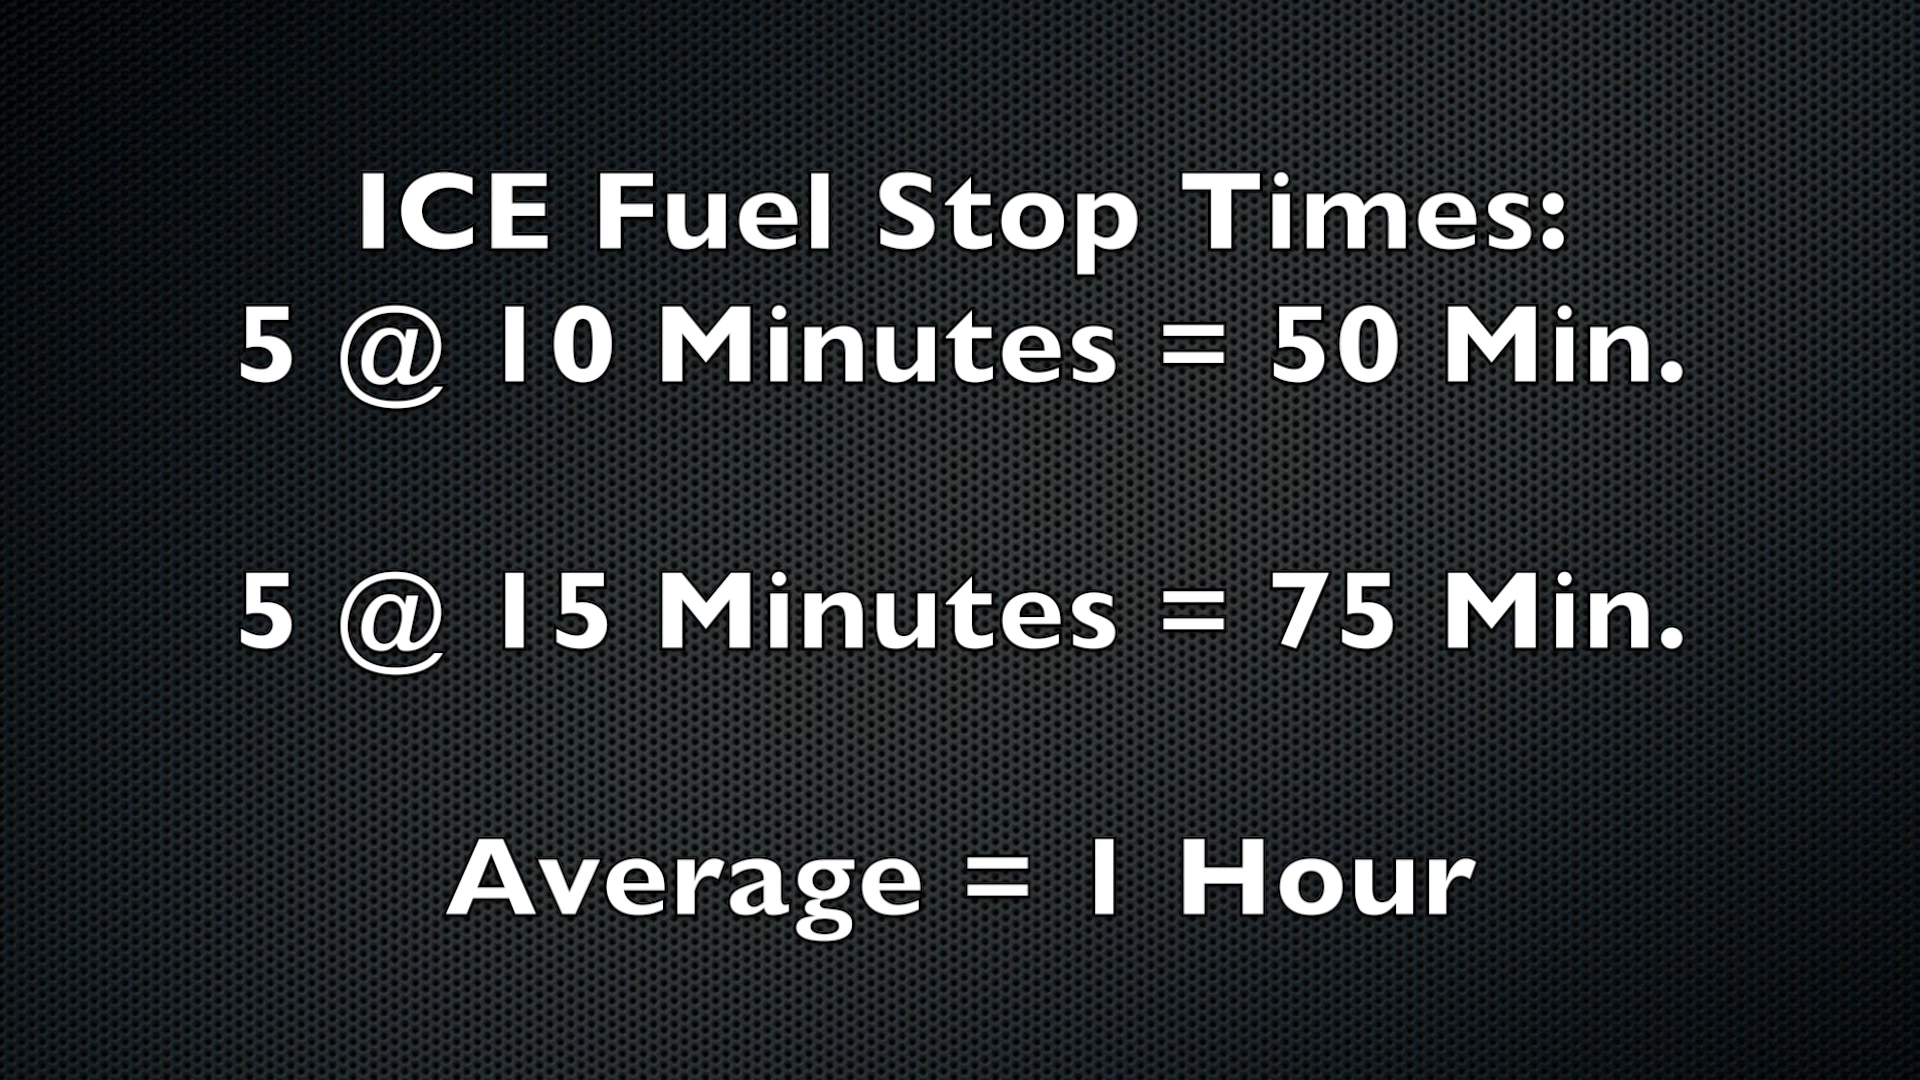 ICE Fuel Stop Times:
5 @ 10 Minutes = 50 Min.
5 @ 15 Minutes = 75 Min.
Average = 1 Hour